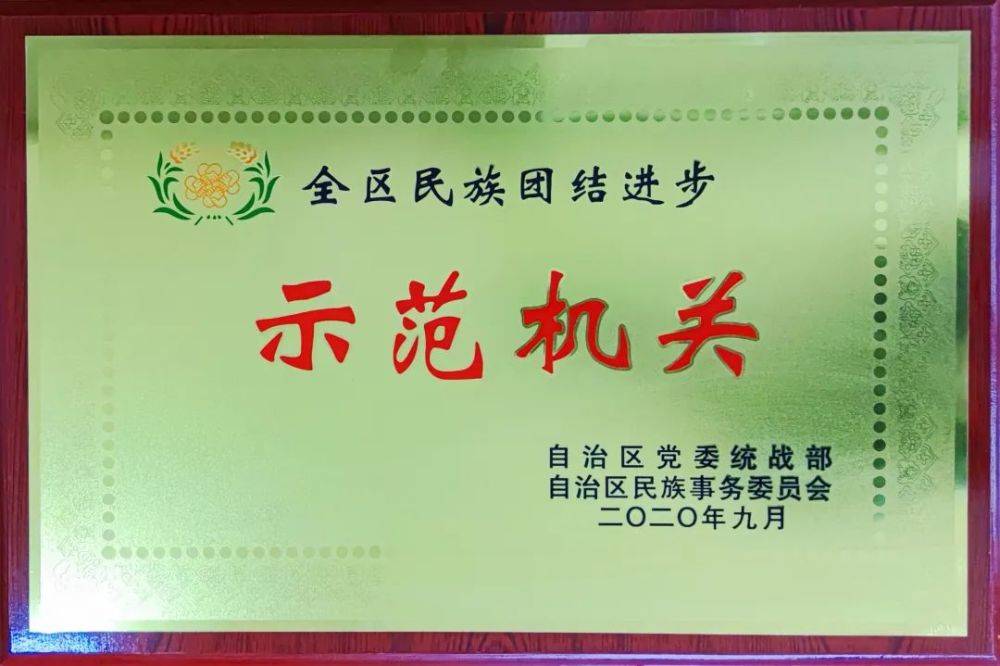 全区民族团结进步
示范机关
自治区党委统战部
自治区民族事务委员会
二〇二〇年九月